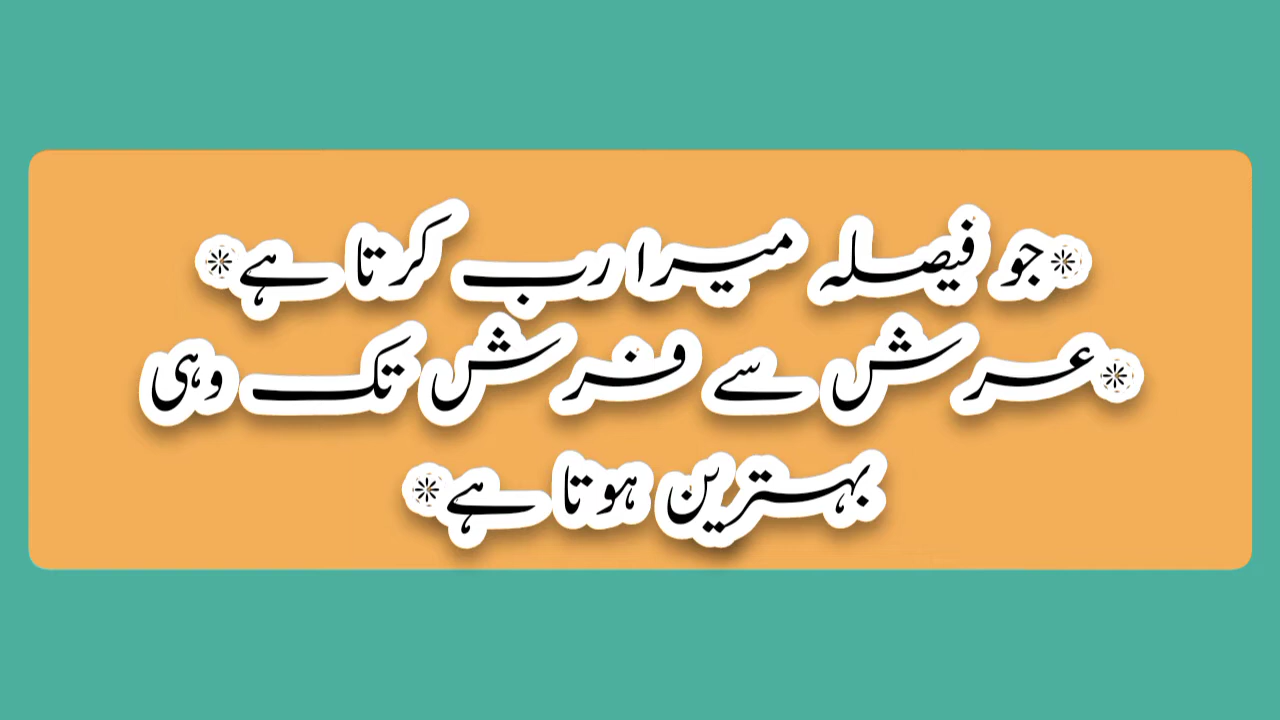 *جو فیصلہ میرا رب کرتا ہے*
*عرش سے فرش تک وہی
بہترین ہوتا ہے*